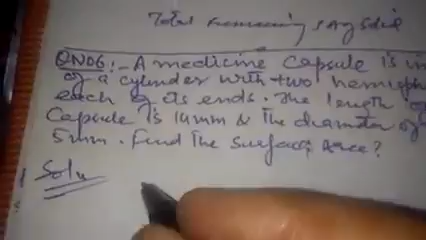 Total
QN06:- A medicine capsule is in
of a cylinder with two hemisph
each of its ends. The length of
Capsule is 14mm & The diameter of
5mm. Find The Surface Area?
Solu